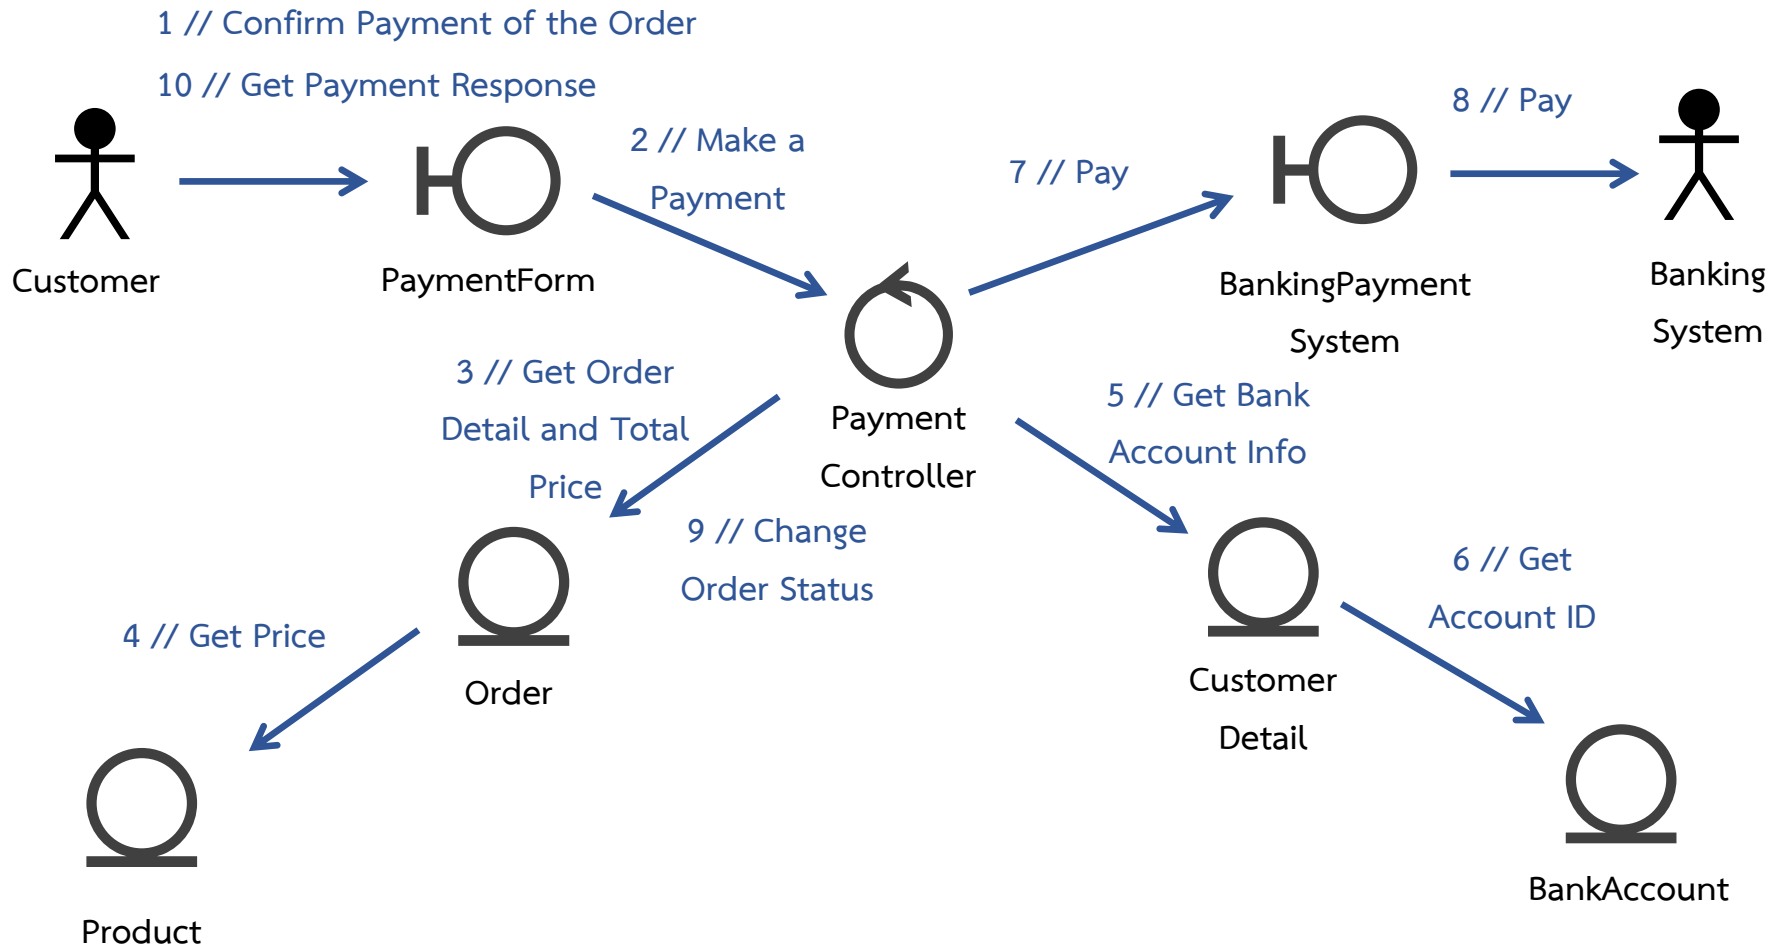 1 // Confirm Payment of the Order
10 // Get Payment Response
8 // Pay
2 // Make a
Payment
7 // Pay
Customer
PaymentForm
BankingPayment
System
Banking
System
3 // Get Order
Detail and Total
Price
Payment
Controller
5 // Get Bank
Account Info
9 // Change
Order Status
6 // Get
Account ID
4 // Get Price
Order
Customer
Detail
Product
BankAccount